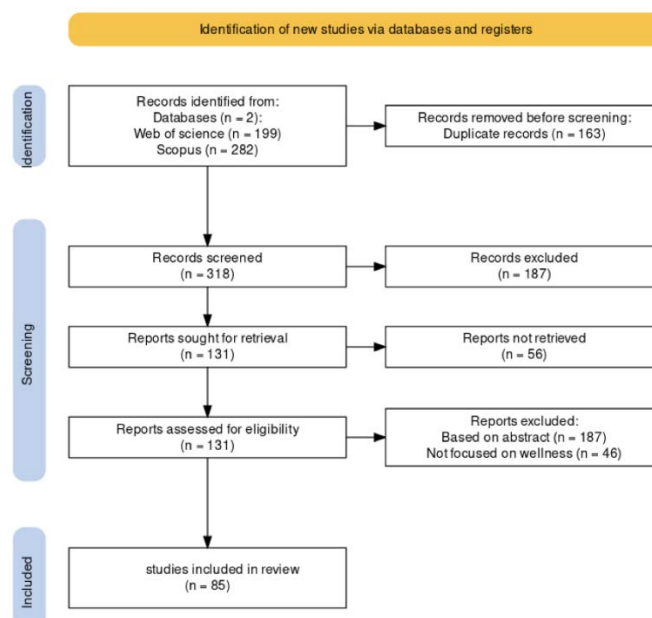 Identification of new studies via databases and registers
Identification
Records identified from:
Databases (n = 2):
Web of science (n = 199)
Scopus (n = 282)
Records removed before screening:
Duplicate records (n = 163)
Screening
Records screened
(n = 318)
Records excluded
(n = 187)
Reports sought for retrieval
(n = 131)
Reports not retrieved
(n = 56)
Reports assessed for eligibility
(n = 131)
Reports excluded:
Based on abstract (n = 187)
Not focused on wellness (n = 46)
Included
studies included in review
(n = 85)